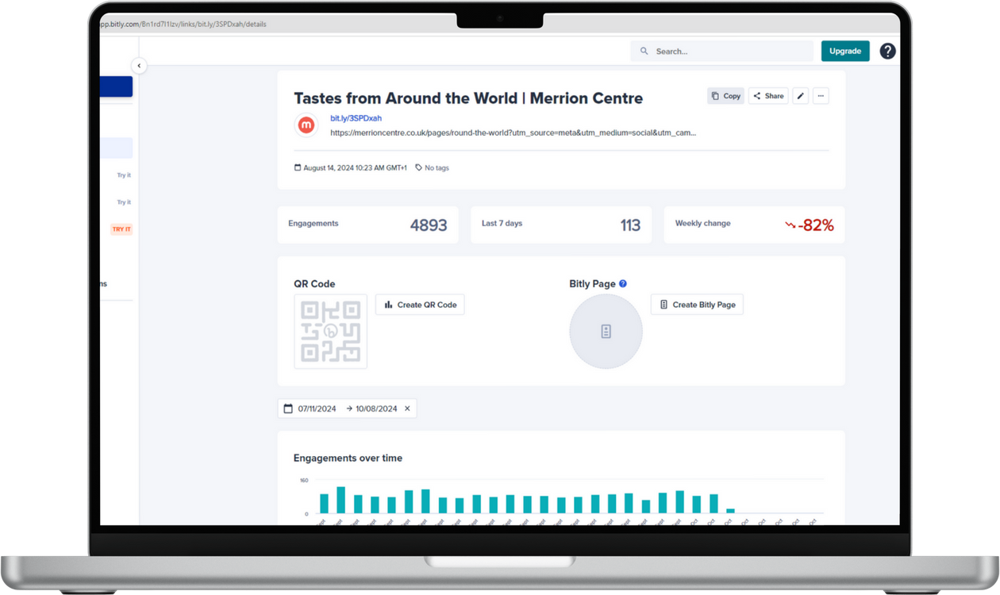 pp.bitly.com/Bn1rd7I1lzv/links/bit.ly/3SPDxah/details
Search...
Upgrade
?
Tastes from Around the World | Merrion Centre
Copy
Share
m
bit.ly/3SPDxah
https://merrioncentre.co.uk/pages/round-the-world?utm_source=meta&utm_medium=social&utm_cam...
August 14, 2024 10:23 AM GMT+1
No tags
Try it
Try it
TRY IT
ns
Engagements
4893
Last 7 days
113
Weekly change
-82%
QR Code
Create QR Code
Bitly Page ?
Create Bitly Page
07/11/2024 → 10/08/2024 ×
Engagements over time
160
0